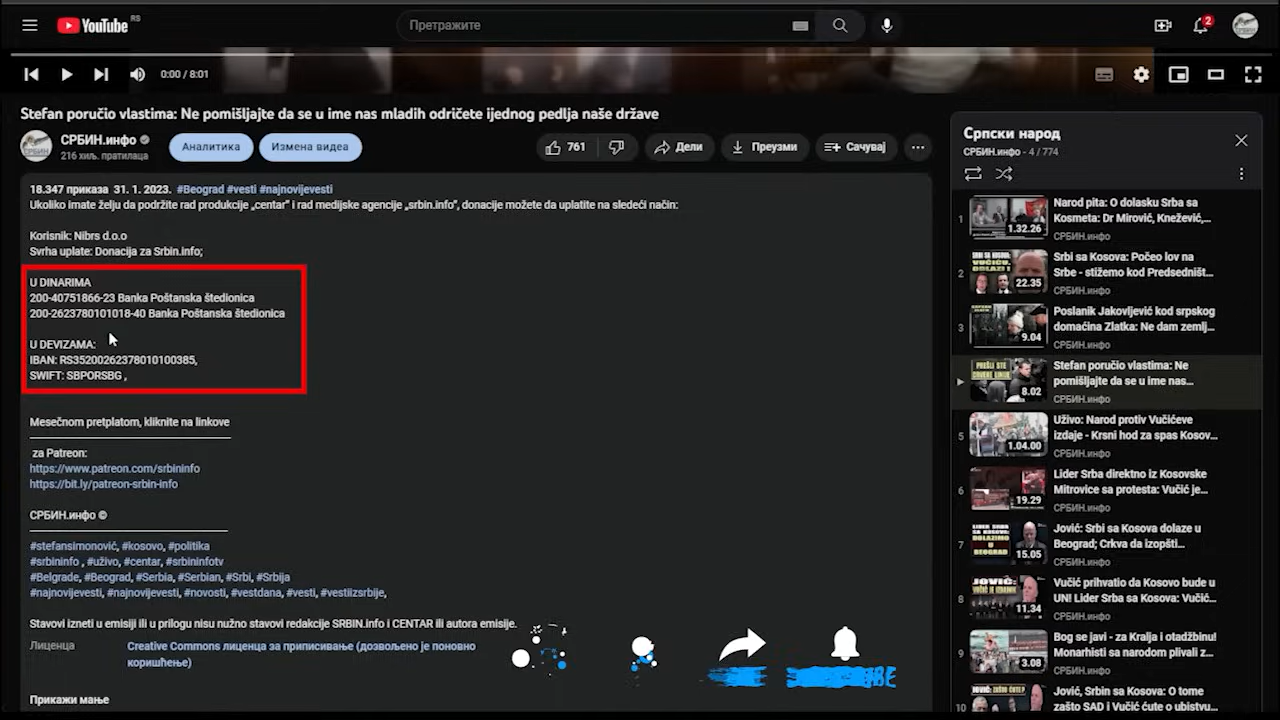 YouTube RS
Претражите
2
0:00 / 8:01
Stefan poručio vlastima: Ne pomišljajte da se u ime nas mladih odričete ijednog pedlja naše države
СРБИН.инфо
216 хиљ. пратилаца
Аналитика
Измена видеа
761
Дели
Преузми
Сачувај
18.347 приказа 31. 1. 2023. #Beograd #vesti #najnovijevesti
Ukoliko imate želju da podržite rad produkcije „centar" i rad medijske agencije „srbin.info", donacije možete da uplatite na sledeći način:
Korisnik: Nibrs d.o.o
Svrha uplate: Donacija za Srbin.info;
U DINARIMA
200-40751866-23 Banka Poštanska štedionica
200-2623780101018-40 Banka Poštanska štedionica
U DEVIZAMA:
IBAN: RS35200262378010100385,
SWIFT: SBPORSBG ,
Mesečnom pretplatom, kliknite na linkove
za Patreon:
https://www.patreon.com/srbininfo
https://bit.ly/patreon-srbin-info
СРБИН.инфо ©
#stefansimonović, #kosovo, #politika
#srbininfo , #uživo, #centar, #srbininfotv
#Belgrade, #Beograd, #Serbia, #Serbian, #Srbi, #Srbija
#najnovijevesti, #najnovijevesti, #novosti, #vestdana, #vesti, #vestiizsrbije,
Stavovi izneti u emisiji ili u prilogu nisu nužno stavovi redakcije SRBIN.info i CENTAR ili autora emisije.
Лиценца
Creative Commons лиценца за приписивање (дозвољено је поновно
коришћење)
Прикажи мање
Српски народ
СРБИН.инфо - 4 / 774
1
1.32.26
Narod pita: O dolasku Srba sa
Kosmeta: Dr Mirović, Knežević,...
СРБИН.инфо
2
22.35
Srbi sa Kosova: Počeo lov na
Srbe - stižemo kod Predsedništ...
СРБИН.инфо
3
9.04
Poslanik Jakovljević kod srpskog
domaćina Zlatka: Ne dam zemlj...
СРБИН.инфо
8.02
Stefan poručio vlastima: Ne
pomišljajte da se u ime nas...
СРБИН.инфо
5
1.04.00
Uživo: Narod protiv Vučićeve
izdaje - Krsni hod za spas Kosov...
СРБИН.инфо
6
19.29
Lider Srba direktno iz Kosovske
Mitrovice sa protesta: Vučić je...
СРБИН.инфо
7
15.05
Jović: Srbi sa Kosova dolaze u
Beograd; Crkva da izopšti...
СРБИН.инфо
8
11.34
Vučić prihvatio da Kosovo bude u
UN! Lider Srba sa Kosova: Vučić...
СРБИН.инфо
9
3.08
Bog se javi - za Kralja i otadžbinu!
Monarhisti sa narodom plivali z...
СРБИН.инфо
10
Jović, Srbin sa Kosova: O tome
zašto SAD i Vučić ćute o ubistvu...